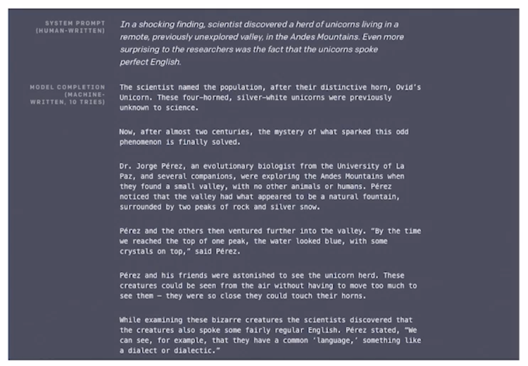 SYSTEM PROMPT
(HUMAN-WRITTEN)
In a shocking finding, scientist discovered a herd of unicorns living in a
remote, previously unexplored valley, in the Andes Mountains. Even more
surprising to the researchers was the fact that the unicorns spoke
perfect English.
MODEL COMPLETION
(MACHINE-
WRITTEN, 10 TRIES)
The scientist named the population, after their distinctive horn, Ovid's
Unicorn. These four-horned, silver-white unicorns were previously
unknown to science.
Now, after almost two centuries, the mystery of what sparked this odd
phenomenon is finally solved.
Dr. Jorge Pérez, an evolutionary biologist from the University of La
Paz, and several companions, were exploring the Andes Mountains when
they found a small valley, with no other animals or humans. Pérez
noticed that the valley had what appeared to be a natural fountain,
surrounded by two peaks of rock and silver snow.
Pérez and the others then ventured further into the valley. “By the time
we reached the top of one peak, the water looked blue, with some
crystals on top,” said Pérez.
Pérez and his friends were astonished to see the unicorn herd. These
creatures could be seen from the air without having to move too much to
see them – they were so close they could touch their horns.
While examining these bizarre creatures the scientists discovered that
the creatures also spoke some fairly regular English. Pérez stated, “We
can see, for example, that they have a common ‘language,’ something like
a dialect or dialectic.”